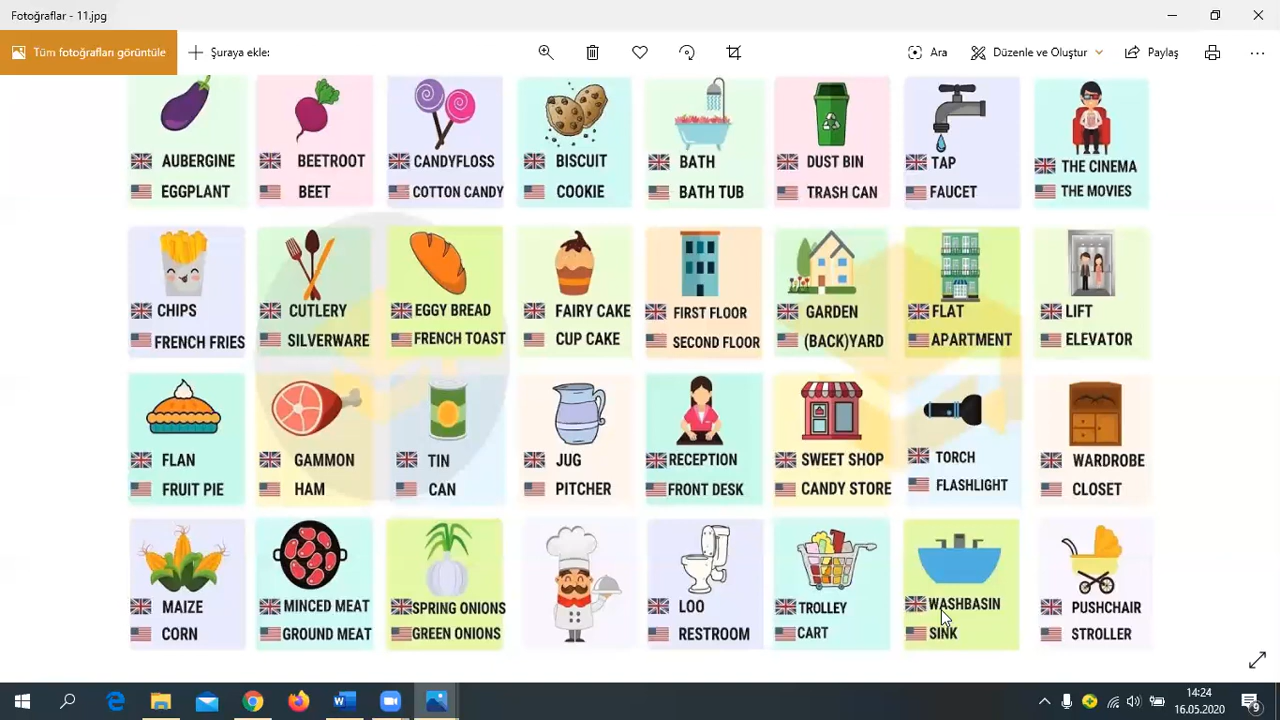 Fotoğraflar - 11.jpg
Tüm fotoğrafları görüntüle
Şuraya ekle:
Ara
Düzenle ve Oluştur
Paylaş
AUBERGINE
EGGPLANT
BEETROOT
BEET
CANDYFLOSS
COTTON CANDY
BISCUIT
COOKIE
BATH
BATH TUB
DUST BIN
TRASH CAN
TAP
FAUCET
THE CINEMA
THE MOVIES
CHIPS
FRENCH FRIES
CUTLERY
SILVERWARE
EGGY BREAD
FRENCH TOAST
FAIRY CAKE
CUP CAKE
FIRST FLOOR
SECOND FLOOR
GARDEN
(BACK)YARD
FLAT
APARTMENT
LIFT
ELEVATOR
FLAN
FRUIT PIE
GAMMON
HAM
TIN
CAN
JUG
PITCHER
RECEPTION
FRONT DESK
SWEET SHOP
CANDY STORE
TORCH
FLASHLIGHT
WARDROBE
CLOSET
MAIZE
CORN
MINCED MEAT
GROUND MEAT
SPRING ONIONS
GREEN ONIONS
LOO
RESTROOM
TROLLEY
CART
WASHBASIN
SINK
PUSHCHAIR
STROLLER
14:24
16.05.2020
9